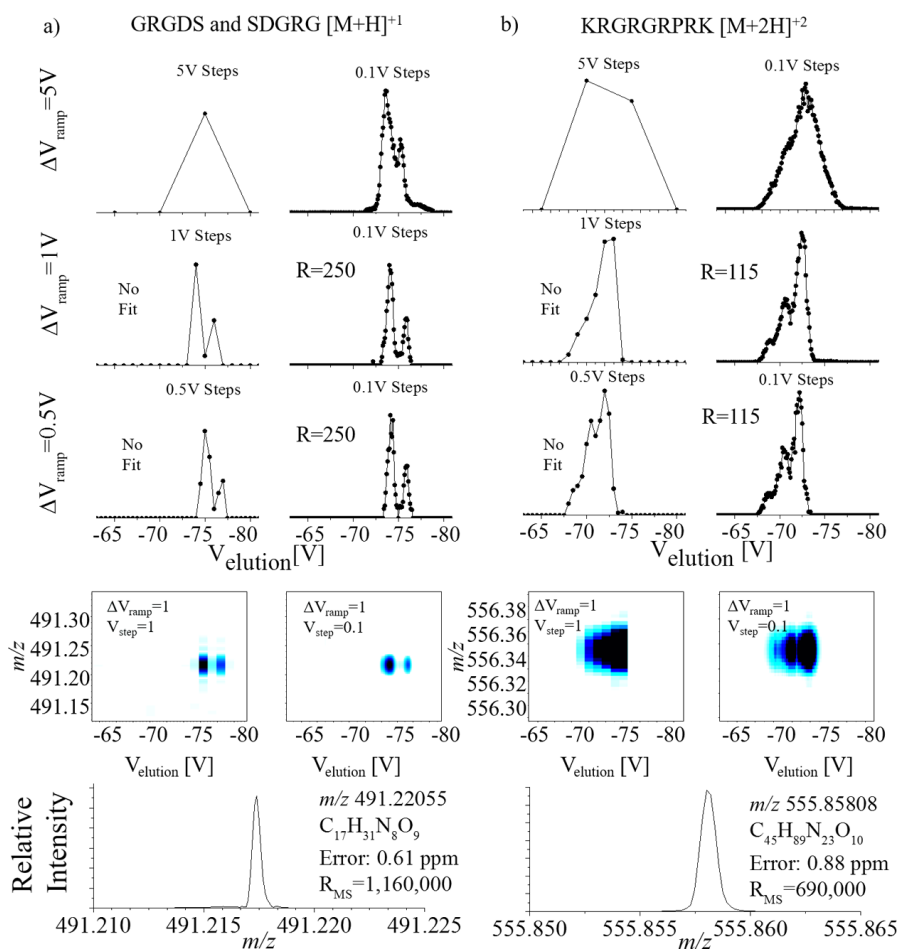 a) GRGDS and SDGRG [M+H]+1
b) KRGRGRPRK [M+2H]+2
ΔVramp=5V
5V Steps
0.1V Steps
5V Steps
0.1V Steps
ΔVramp=1V
1V Steps
0.1V Steps
1V Steps
0.1V Steps
No
Fit
R=250
No
Fit
R=115
ΔVramp=0.5V
0.5V Steps
0.1V Steps
0.5V Steps
0.1V Steps
No
Fit
R=250
No
Fit
R=115
-65 -70 -75 -80
-65 -70 -75 -80
-65 -70 -75 -80
-65 -70 -75 -80
Velution[V]
Velution[V]
m/z
491.30
491.25
491.20
491.15
ΔVramp=1
Vstep=1
ΔVramp=1
Vstep=0.1
m/z
556.38
556.36
556.34
556.32
556.30
ΔVramp=1
Vstep=1
ΔVramp=1
Vstep=0.1
-65 -70 -75 -80
-65 -70 -75 -80
-65 -70 -75 -80
-65 -70 -75 -80
Velution [V]
Velution [V]
Velution [V]
Velution [V]
Relative
Intensity
m/z 491.22055
C17H31N8O9
Error: 0.61 ppm
RMS=1,160,000
491.210 491.215 491.220 491.225
m/z
m/z 555.85808
C45H89N23O10
Error: 0.88 ppm
RMS=690,000
555.850 555.855 555.860 555.865
m/z